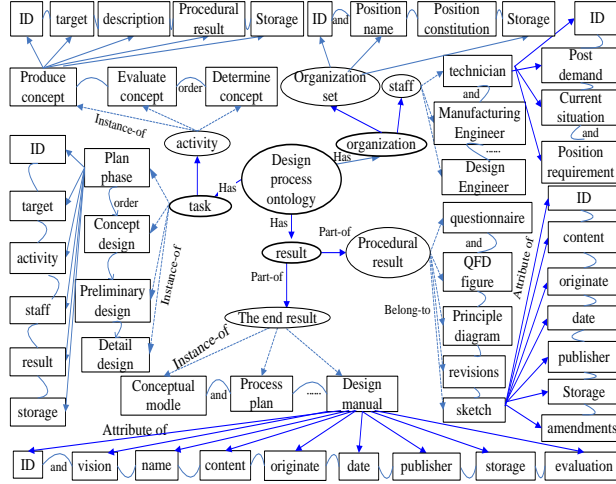 ID
target
description
Procedural
result
Storage
ID
and
Position
name
Position
constitution
Storage
Produce
concept
Evaluate
concept
order
Determine
concept
Organization
set
staff
technician
and
Manufacturing
Engineer
......
Design
Engineer
ID
Post
demand
Current
situation
and
Position
requirement
Instance-of
activity
organization
Has
Design
process
ontology
Has
Has
task
ID
target
activity
staff
result
storage
Plan
phase
order
Concept
design
Preliminary
design
Detail
design
Instance-of
result
Part-of
Part-of
Procedural
result
questionnaire
and
QFD
figure
Principle
diagram
revisions
sketch
Belong-to
Attribute of
ID
content
originate
date
publisher
Storage
amendments
The end result
Instance-of
Conceptual
modle
and
Process
plan
......
Design
manual
Attribute of
ID
and
vision
name
content
originate
date
publisher
storage
evaluation